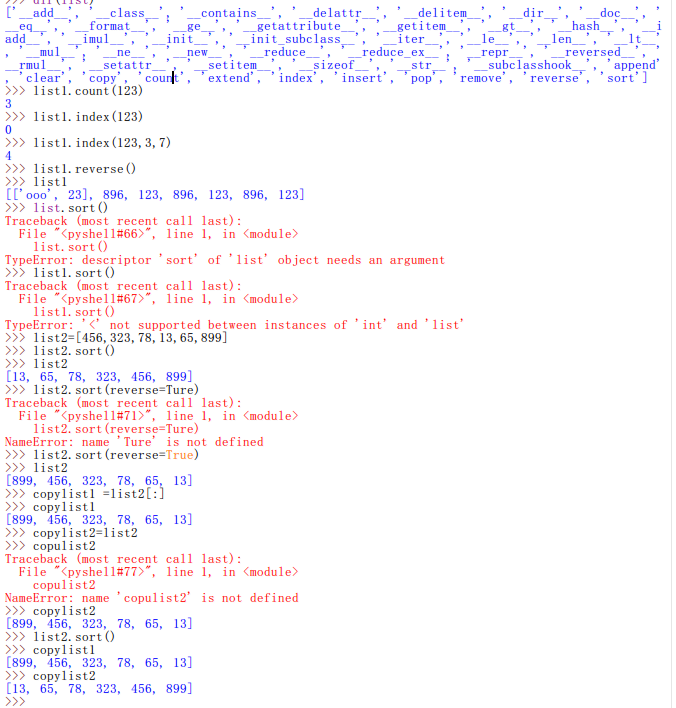 >>> dir(list)
['__add__', '__class__', '__contains__', '__delattr__', '__delitem__', '__dir__', '__doc__', '
__eq__', '__format__', '__ge__', '__getattribute__', '__getitem__', '__gt__', '__hash__', '__i
add__', '__imul__', '__init__', '__init_subclass__', '__iter__', '__le__', '__len__', '__lt__'
, '__mul__', '__ne__', '__new__', '__reduce__', '__reduce_ex__', '__repr__', '__reversed__', '
__rmul__', '__setattr__', '__setitem__', '__sizeof__', '__str__', '__subclasshook__', 'append'
, 'clear', 'copy', 'count', 'extend', 'index', 'insert', 'pop', 'remove', 'reverse', 'sort']
>>> list1.count(123)
3
>>> list1.index(123)
0
>>> list1.index(123,3,7)
4
>>> list1.reverse()
>>> list1
[['ooo', 23], 896, 123, 896, 123, 896, 123]
>>> list.sort()
Traceback (most recent call last):
  File "<pyshell#66>", line 1, in <module>
    list.sort()
TypeError: descriptor 'sort' of 'list' object needs an argument
>>> list1.sort()
Traceback (most recent call last):
  File "<pyshell#67>", line 1, in <module>
    list1.sort()
TypeError: '<' not supported between instances of 'int' and 'list'
>>> list2=[456,323,78,13,65,899]
>>> list2.sort()
>>> list2
[13, 65, 78, 323, 456, 899]
>>> list2.sort(reverse=Ture)
Traceback (most recent call last):
  File "<pyshell#71>", line 1, in <module>
    list2.sort(reverse=Ture)
NameError: name 'Ture' is not defined
>>> list2.sort(reverse=True)
>>> list2
[899, 456, 323, 78, 65, 13]
>>> copylist1 =list2[:]
>>> copylist1
[899, 456, 323, 78, 65, 13]
>>> copylist2=list2
>>> copulist2
Traceback (most recent call last):
  File "<pyshell#77>", line 1, in <module>
    copulist2
NameError: name 'copulist2' is not defined
>>> copylist2
[899, 456, 323, 78, 65, 13]
>>> list2.sort()
>>> copylist1
[899, 456, 323, 78, 65, 13]
>>> copylist2
[13, 65, 78, 323, 456, 899]
>>>